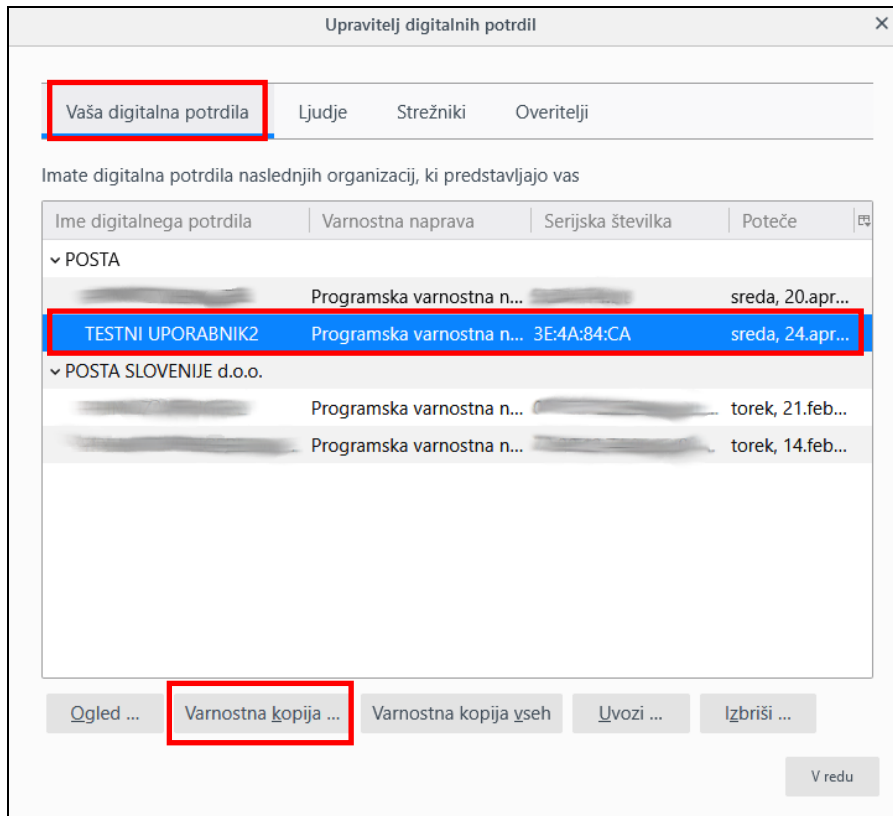 Upravitelj digitalnih potrdil
Vaša digitalna potrdila Ljudje Strežniki Overitelji
Imate digitalna potrdila naslednjih organizacij, ki predstavljajo vas
Ime digitalnega potrdila Varnostna naprava Serijska številka Poteče
POSTA
Programska varnostna n... sreda, 20.apr...
TESTNI UPORABNIK2 Programska varnostna n... 3E:4A:84:CA sreda, 24.apr...
POSTA SLOVENIJE d.o.o.
Programska varnostna n... torek, 21.feb...
Programska varnostna n... torek, 14.feb...
Ogled ... Varnostna kopija ... Varnostna kopija vseh Uvozi ... Izbriši ...
V redu